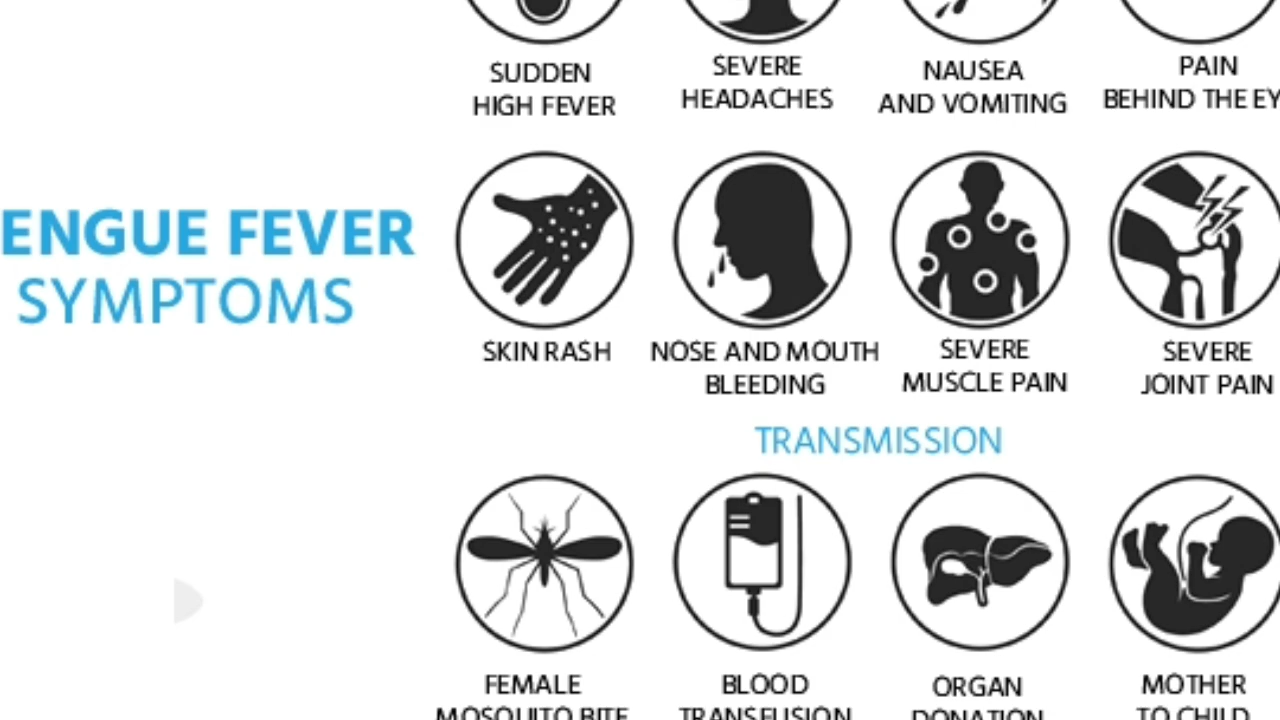 SUDDEN
HIGH FEVER
SEVERE
HEADACHES
NAUSEA
AND VOMITING
PAIN
BEHIND THE EY
ENGUE FEVER
SYMPTOMS
SKIN RASH
NOSE AND MOUTH
BLEEDING
SEVERE
MUSCLE PAIN
SEVERE
JOINT PAIN
TRANSMISSION
FEMALE
MOSQUITO BITE
BLOOD
TRANSFUSION
ORGAN
DONATION
MOTHER
TO CHILD